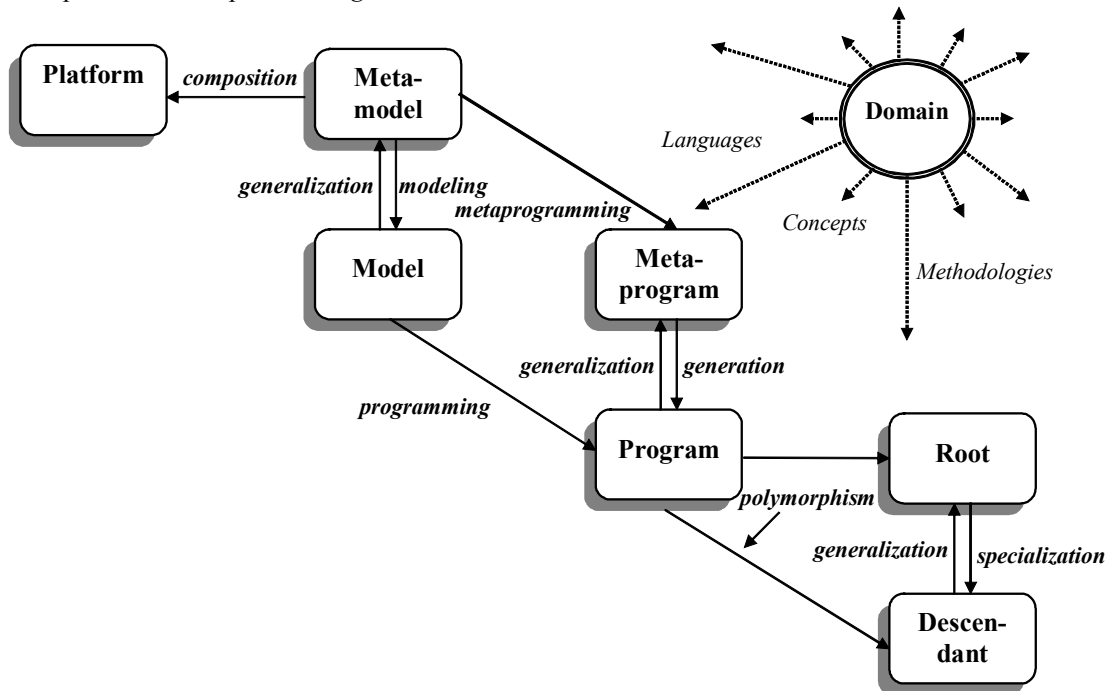 Platform
composition
Meta-
model
Domain
Languages
generalization
modeling
metaprogramming
Concepts
Model
Meta-
program
Methodologies
generalization
generation
programming
Program
Root
polymorphism
generalization
specialization
Descen-
dant